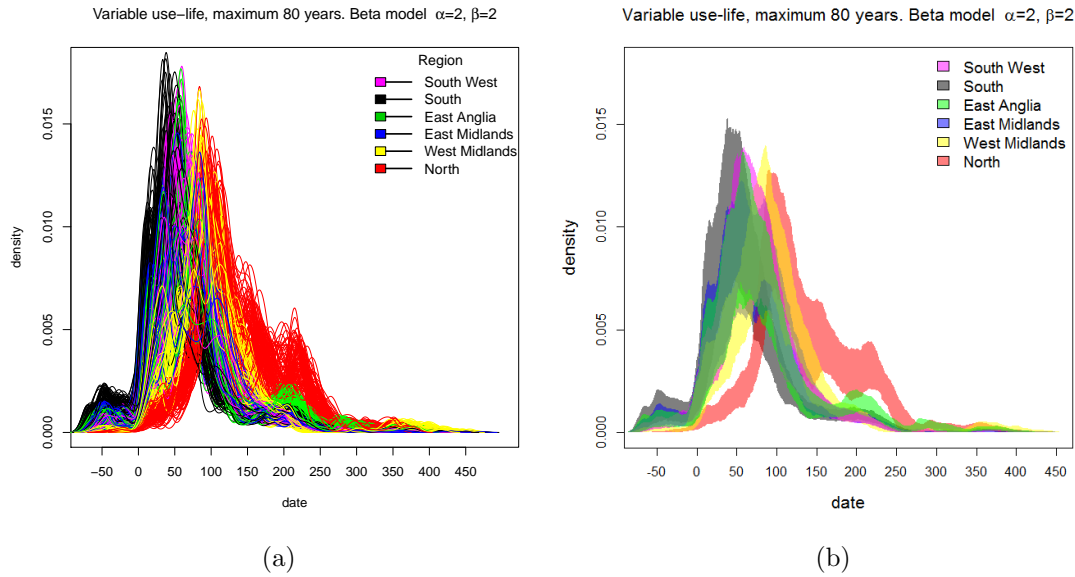 Variable use−life, maximum 80 years. Beta model α=2, β=2
Region
South West
South
East Anglia
East Midlands
West Midlands
North
density
0.000
0.005
0.010
0.015
−50 0 50 100 150 200 250 300 350 400 450
date
(a)
Variable use-life, maximum 80 years. Beta model α=2, β=2
South West
South
East Anglia
East Midlands
West Midlands
North
density
0.000
0.005
0.010
0.015
-50 0 50 100 150 200 250 300 350 400 450
date
(b)